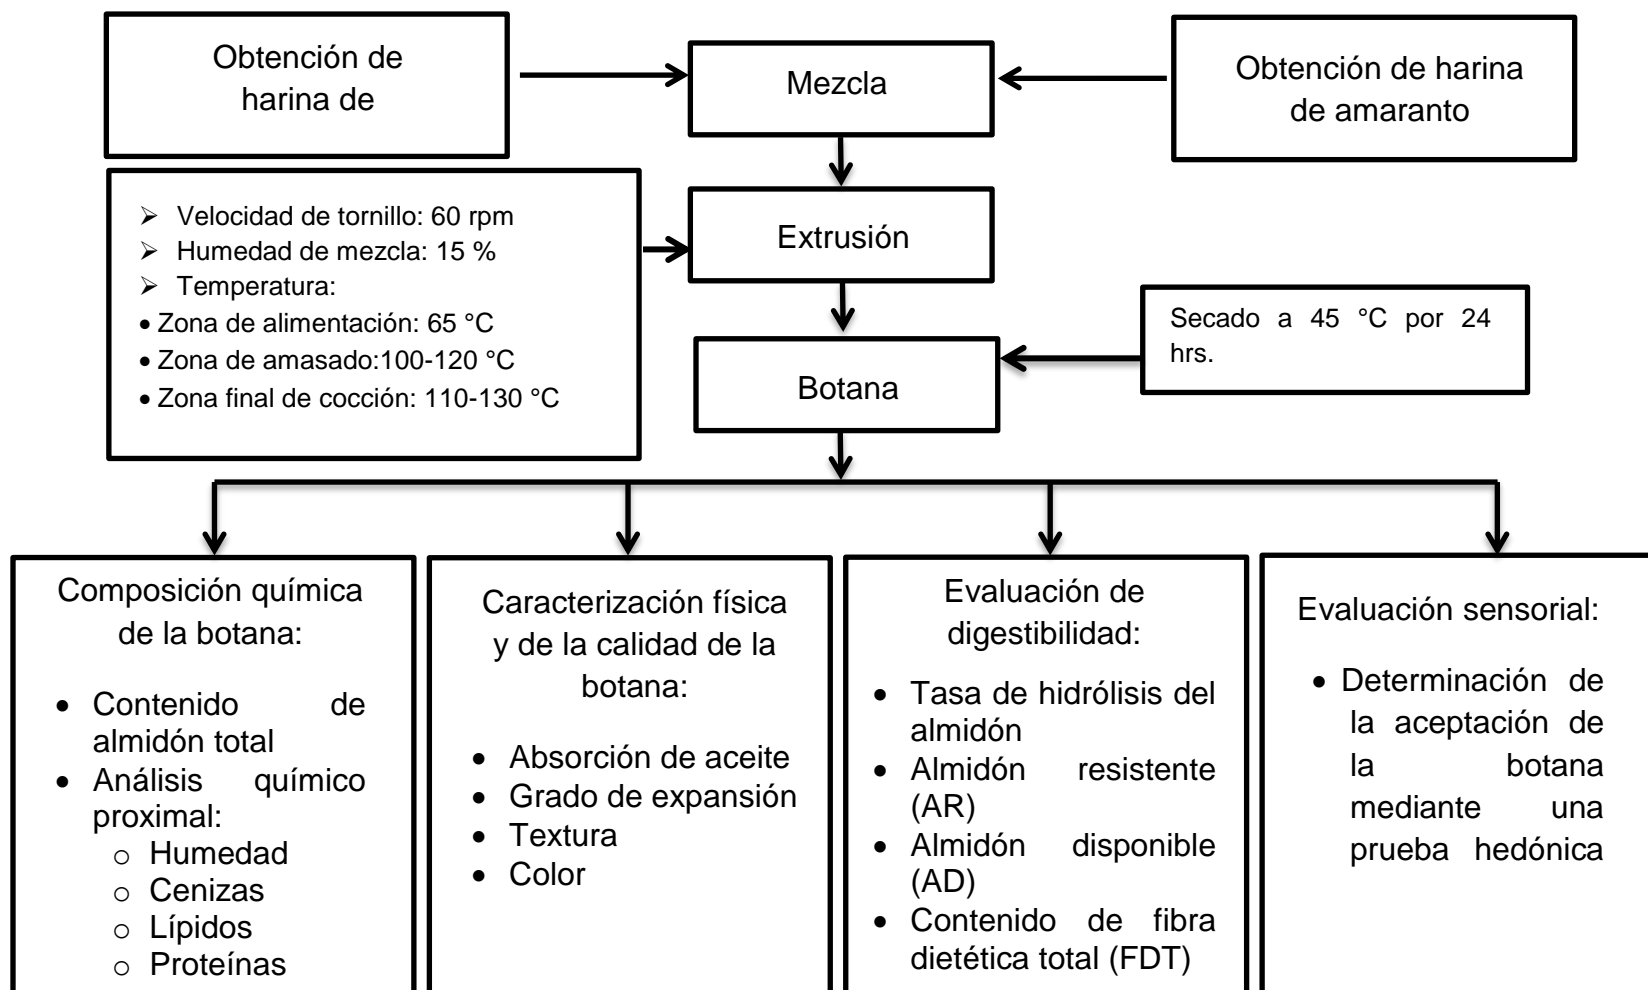 Obtención de
harina de
Mezcla
Obtención de harina
de amaranto
➢ Velocidad de tornillo: 60 rpm
➢ Humedad de mezcla: 15 %
➢ Temperatura:
• Zona de alimentación: 65 °C
• Zona de amasado:100-120 °C
• Zona final de cocción: 110-130 °C
Extrusión
Secado a 45 °C por 24
hrs.
Botana
Composición química
de la botana:
• Contenido de
almidón total
• Análisis químico
proximal:
o Humedad
o Cenizas
o Lípidos
o Proteínas
Caracterización física
y de la calidad de la
botana:
• Absorción de aceite
• Grado de expansión
• Textura
• Color
Evaluación de
digestibilidad:
• Tasa de hidrólisis del
almidón
• Almidón resistente
(AR)
• Almidón disponible
(AD)
• Contenido de fibra
dietética total (FDT)
Evaluación sensorial:
• Determinación de
la aceptación de
la botana
mediante una
prueba hedónica